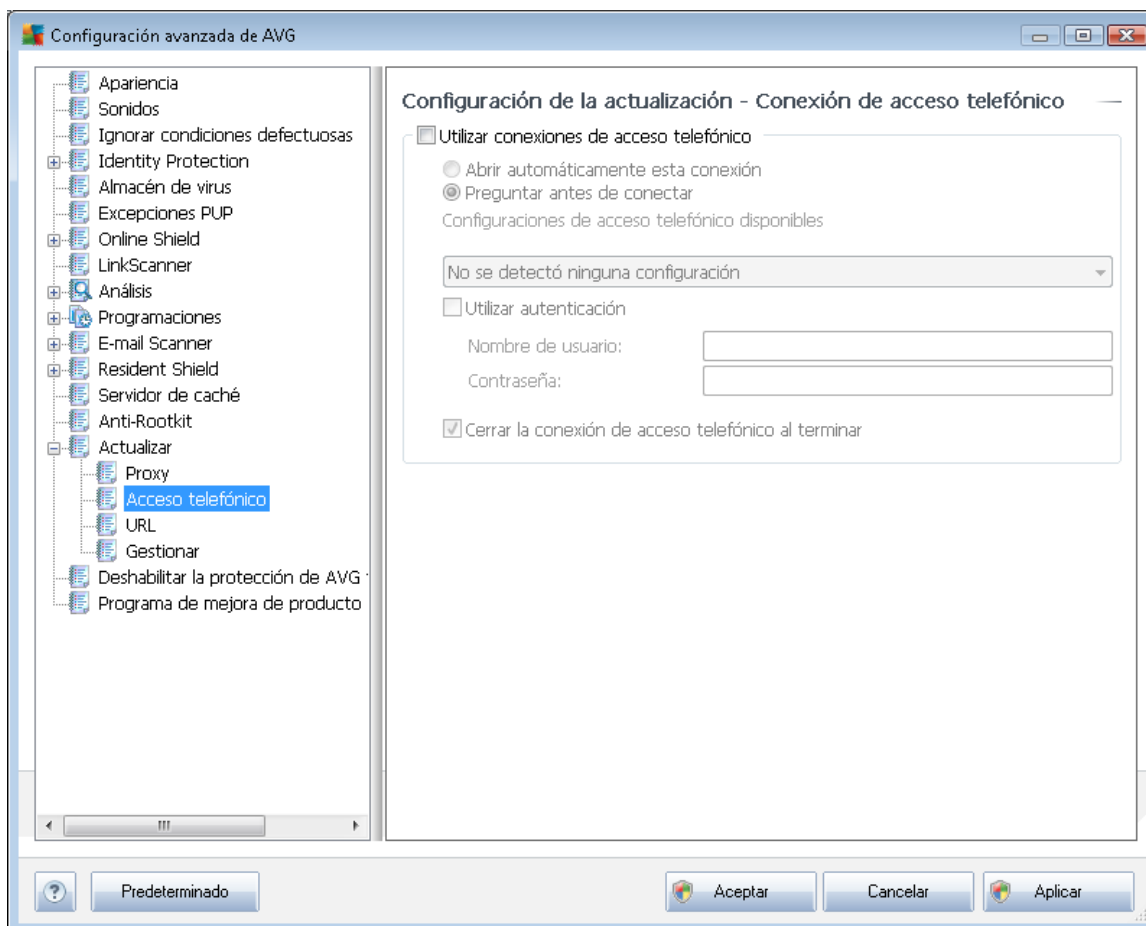 Configuración avanzada de AVG
Apariencia
Sonidos
Ignorar condiciones defectuosas
Identity Protection
Almacén de virus
Excepciones PUP
Online Shield
LinkScanner
Análisis
Programaciones
E-mail Scanner
Resident Shield
Servidor de caché
Anti-Rootkit
Actualizar
Proxy
Acceso telefónico
URL
Gestionar
Deshabilitar la protección de AVG
Programa de mejora de producto
Configuración de la actualización - Conexión de acceso telefónico
Utilizar conexiones de acceso telefónico
Abrir automáticamente esta conexión
Preguntar antes de conectar
Configuraciones de acceso telefónico disponibles
No se detectó ninguna configuración
Utilizar autenticación
Nombre de usuario:
Contraseña:
Cerrar la conexión de acceso telefónico al terminar
?
Predeterminado
Aceptar
Cancelar
Aplicar